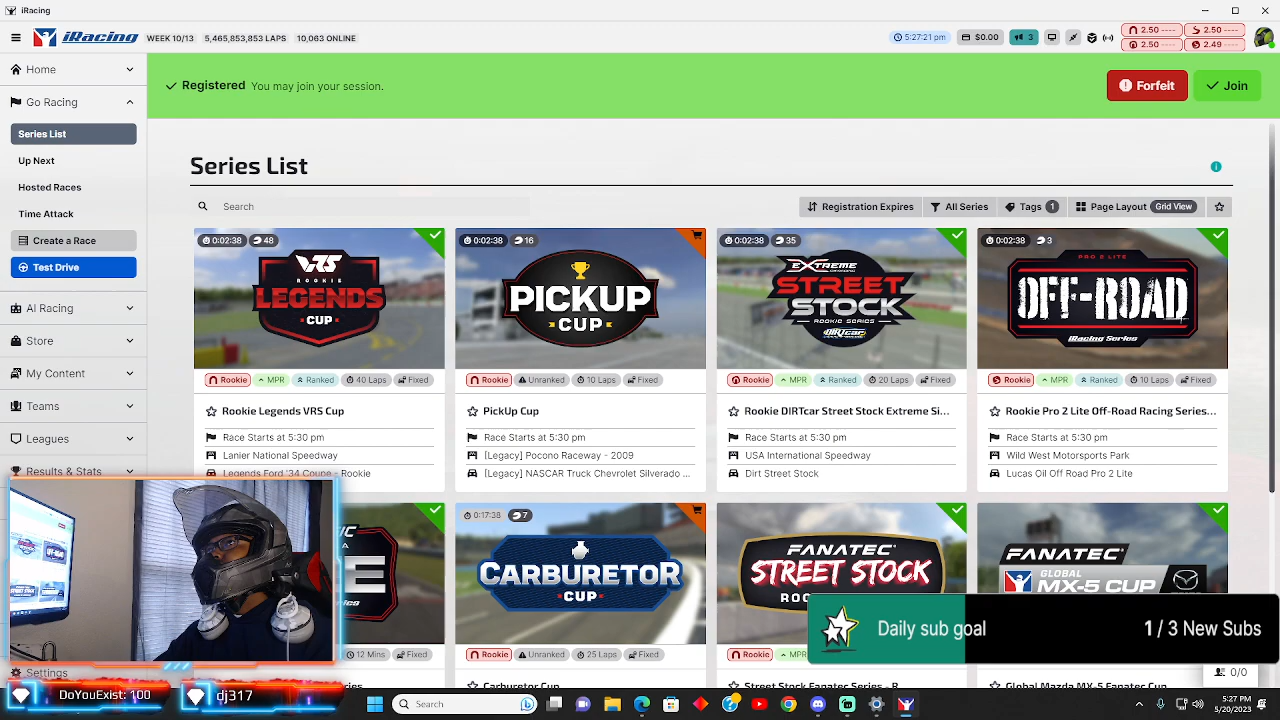 iRacing
iRacing WEEK 10/13 5,465,853,853 LAPS 10,063 ONLINE
5:27:21 pm $0.00 3 2.50 ---- 2.50 ----
2.50 ---- 2.49 ----
Home
Go Racing
Series List
Up Next
Hosted Races
Time Attack
Create a Race
Test Drive
AI Racing
Store
My Content
Teams
Leagues
Results & Stats
Settings
Registered You may join your session.
Forfeit Join
Series List
Search
Registration Expires All Series Tags 1 Page Layout Grid View
0:02:38 48
VRS
ROOKIE
LEGENDS
CUP
Rookie MPR Ranked 40 Laps Fixed
Rookie Legends VRS Cup
Race Starts at 5:30 pm
Lanier National Speedway
Legends Ford '34 Coupe - Rookie
0:02:38 16
PICKUP
CUP
Rookie Unranked 10 Laps Fixed
PickUp Cup
Race Starts at 5:30 pm
[Legacy] Pocono Raceway - 2009
[Legacy] NASCAR Truck Chevrolet Silverado ...
0:02:38 35
EXTREME
STREET
STOCK
ROOKIE SERIES
DIRTcar
Rookie MPR Ranked 20 Laps Fixed
Rookie DIRTcar Street Stock Extreme Si...
Race Starts at 5:30 pm
USA International Speedway
Dirt Street Stock
0:02:38 3
PRO 2 LITE
OFF-ROAD
iRacing Series
Rookie MPR Ranked 10 Laps Fixed
Rookie Pro 2 Lite Off-Road Racing Series...
Race Starts at 5:30 pm
Wild West Motorsports Park
Lucas Oil Off Road Pro 2 Lite
12 Mins Fixed
0:17:38 7
CARBURETOR
CUP
Rookie Unranked 25 Laps Fixed
Carburetor Cup
FANATEC
STREET STOCK
Rookie MPR
Street Stock Fanatec Series - R
FANATEC
GLOBAL
MX-5 CUP
Global Mazda MX-5 Fanatec Cup
Daily sub goal 1 / 3 New Subs
0/0
DoYouExist: 100 dj317
Search
5:27 PM
5/20/2023